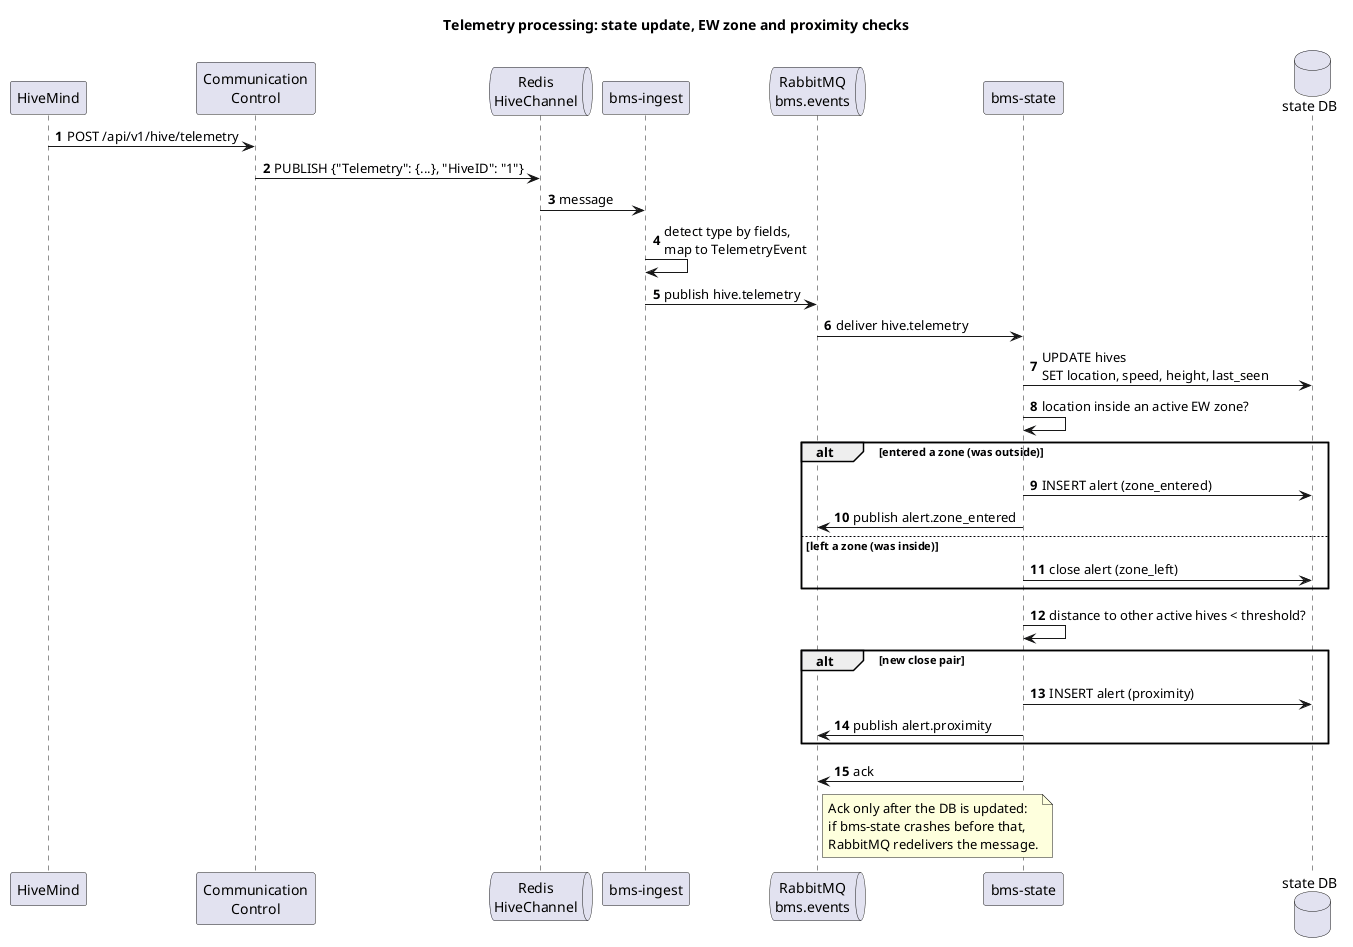 Telemetry processing: state update, EW zone and proximity checks
HiveMind
Communication
Control
Redis
HiveChannel
bms-ingest
RabbitMQ
bms.events
bms-state
state DB
1 POST /api/v1/hive/telemetry
2 PUBLISH {"Telemetry": {...}, "HiveID": "1"}
3 message
4 detect type by fields,
map to TelemetryEvent
5 publish hive.telemetry
6 deliver hive.telemetry
7 UPDATE hives
SET location, speed, height, last_seen
8 location inside an active EW zone?
alt [entered a zone (was outside)]
9 INSERT alert (zone_entered)
10 publish alert.zone_entered
[left a zone (was inside)]
11 close alert (zone_left)
12 distance to other active hives < threshold?
alt [new close pair]
13 INSERT alert (proximity)
14 publish alert.proximity
15 ack
Ack only after the DB is updated:
if bms-state crashes before that,
RabbitMQ redelivers the message.
HiveMind
Communication
Control
Redis
HiveChannel
bms-ingest
RabbitMQ
bms.events
bms-state
state DB